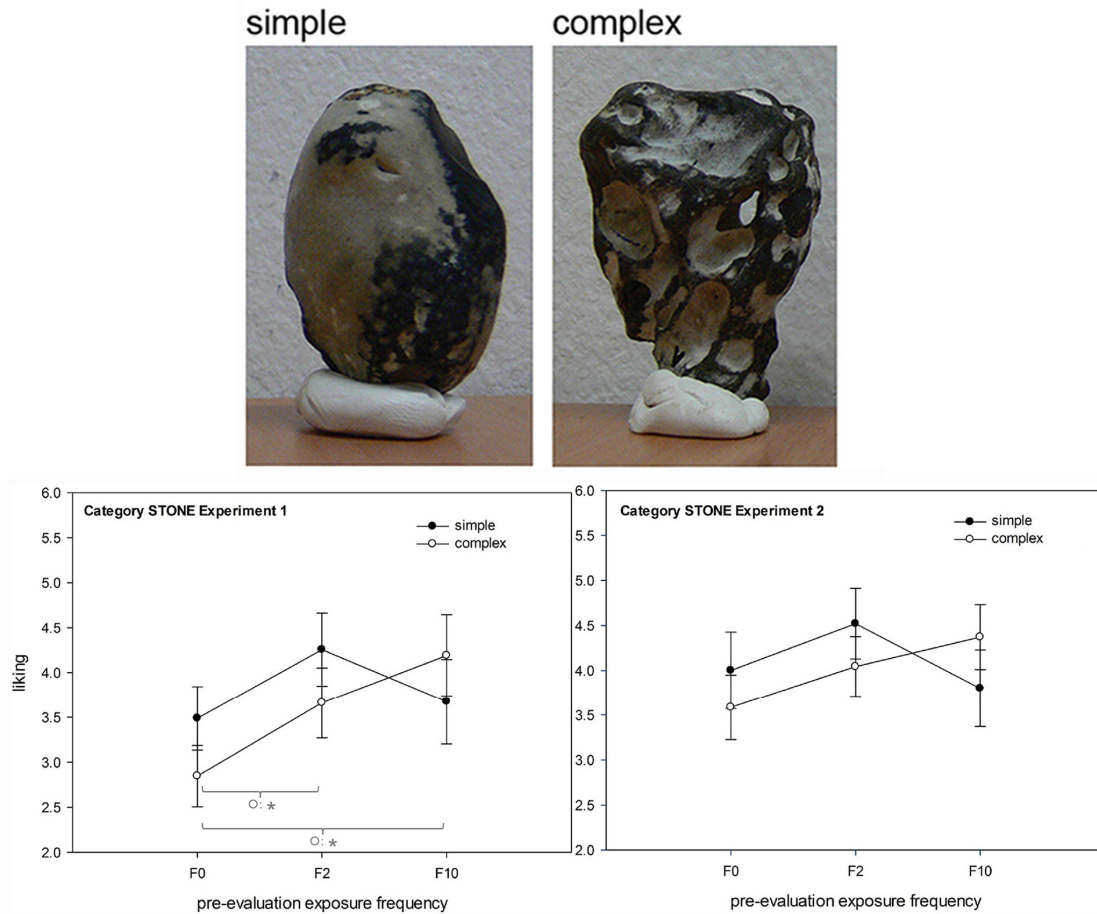 simple
complex
Category STONE Experiment 1
simple
complex
6.0
5.5
5.0
4.5
4.0
3.5
3.0
2.5
2.0
liking
O: *
O: *
F0 F2 F10
pre-evaluation exposure frequency
Category STONE Experiment 2
simple
complex
6.0
5.5
5.0
4.5
4.0
3.5
3.0
2.5
2.0
F0 F2 F10
pre-evaluation exposure frequency